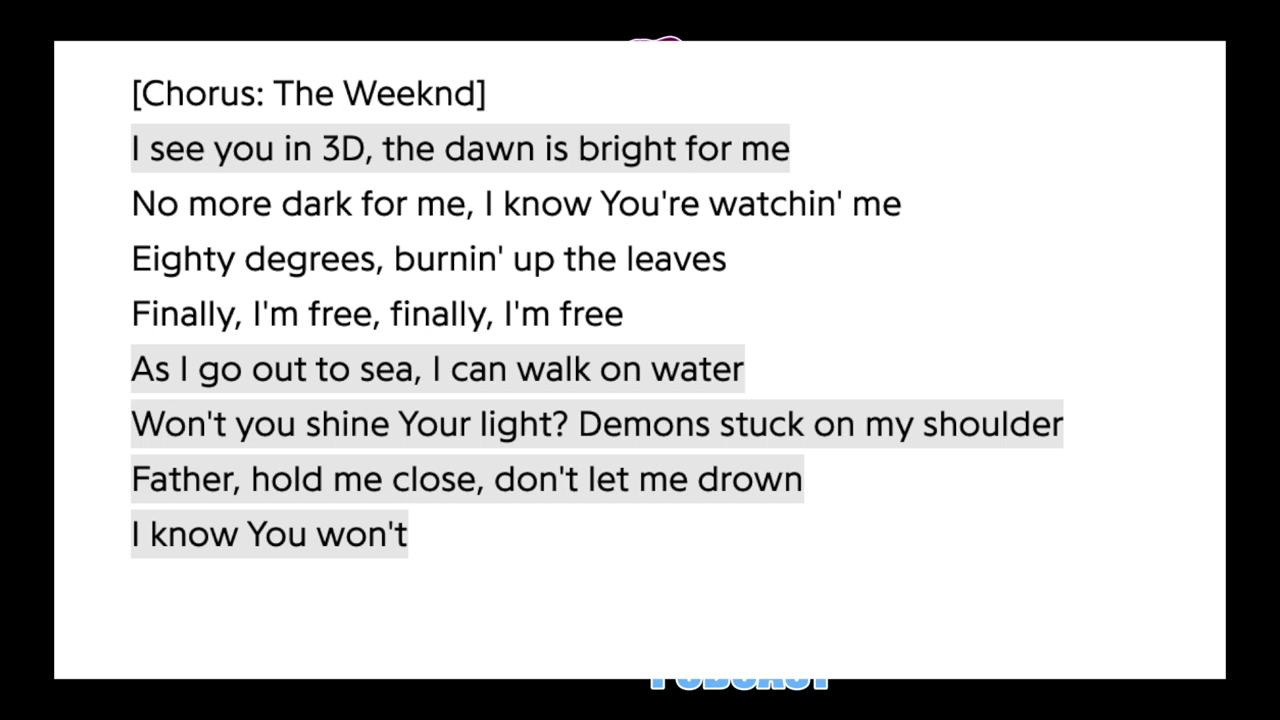 [Chorus: The Weeknd]
I see you in 3D, the dawn is bright for me
No more dark for me, I know You're watchin' me
Eighty degrees, burnin' up the leaves
Finally, I'm free, finally, I'm free
As I go out to sea, I can walk on water
Won't you shine Your light? Demons stuck on my shoulder
Father, hold me close, don't let me drown
I know You won't
PODCAST